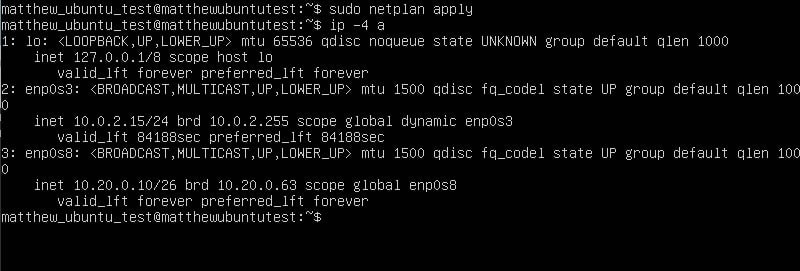 matthew_ubuntu_test@matthewubuntutest:~$ sudo netplan apply
matthew_ubuntu_test@matthewubuntutest:~$ ip -4 a
1: lo: <LOOPBACK,UP,LOWER_UP> mtu 65536 qdisc noqueue state UNKNOWN group default qlen 1000
    inet 127.0.0.1/8 scope host lo
       valid_lft forever preferred_lft forever
2: enp0s3: <BROADCAST,MULTICAST,UP,LOWER_UP> mtu 1500 qdisc fq_codel state UP group default qlen 100
0
    inet 10.0.2.15/24 brd 10.0.2.255 scope global dynamic enp0s3
       valid_lft 84188sec preferred_lft 84188sec
3: enp0s8: <BROADCAST,MULTICAST,UP,LOWER_UP> mtu 1500 qdisc fq_codel state UP group default qlen 100
0
    inet 10.20.0.10/26 brd 10.20.0.63 scope global enp0s8
       valid_lft forever preferred_lft forever
matthew_ubuntu_test@matthewubuntutest:~$